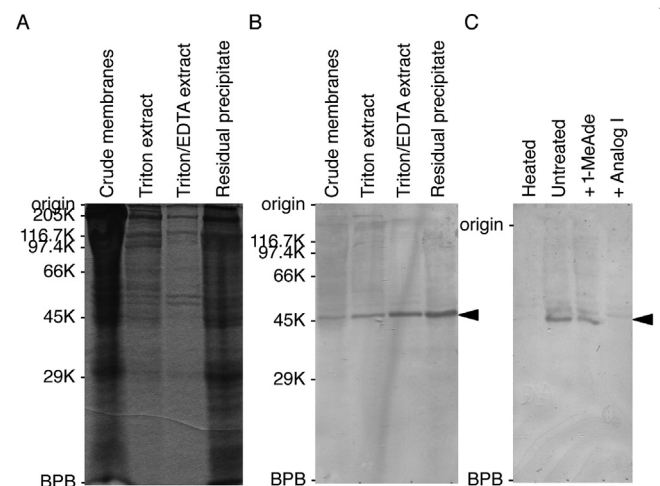 A
Crude membranes
Triton extract
Triton/EDTA extract
Residual precipitate
origin
205K
116.7K
97.4K
66K
45K
29K
BPB
B
Crude membranes
Triton extract
Triton/EDTA extract
Residual precipitate
origin
116.7K
97.4K
66K
45K
29K
BPB
C
Heated
Untreated
+ 1-MeAde
+ Analog I
origin
BPB